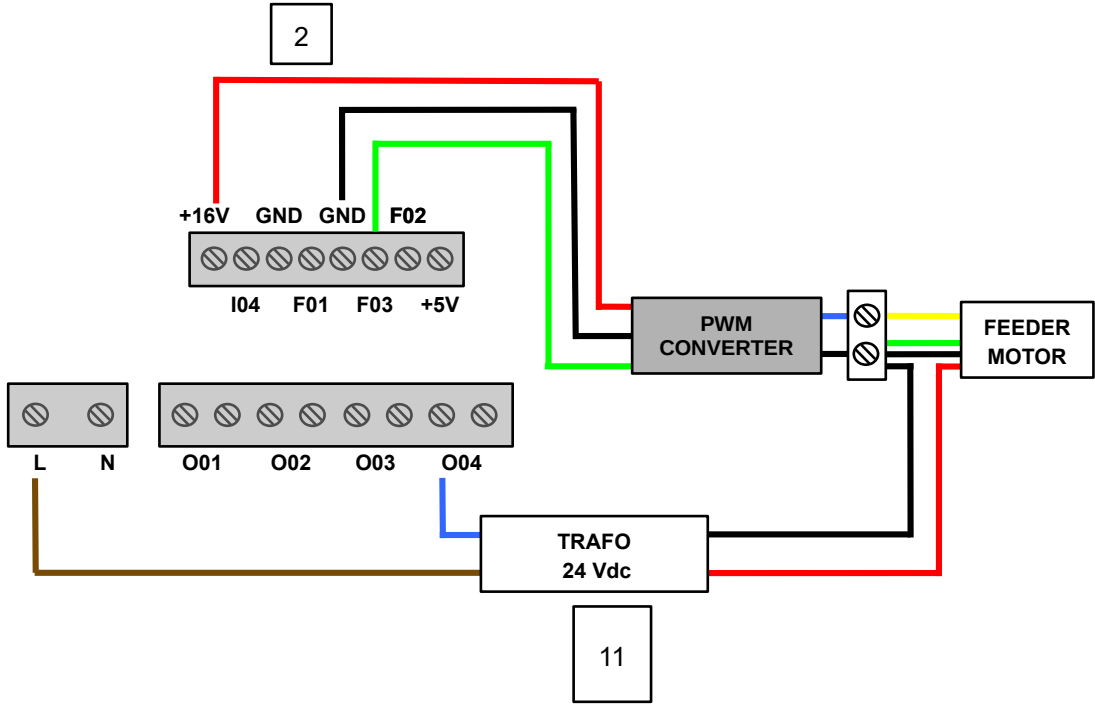 2
+16V GND GND F02
I04 F01 F03 +5V
PWM
CONVERTER
FEEDER
MOTOR
L N O01 O02 O03 O04
TRAFO
24 Vdc
11